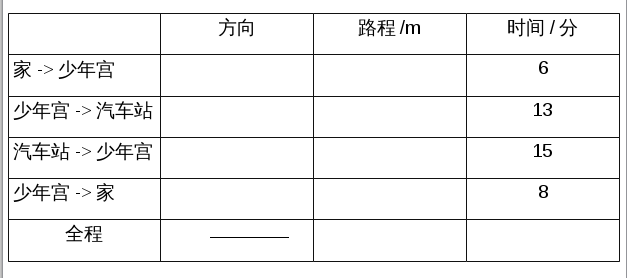 方向 路程 /m 时间 / 分
家 -> 少年宫 6
少年宫 -> 汽车站 13
汽车站 -> 少年宫 15
少年宫 -> 家 8
全程